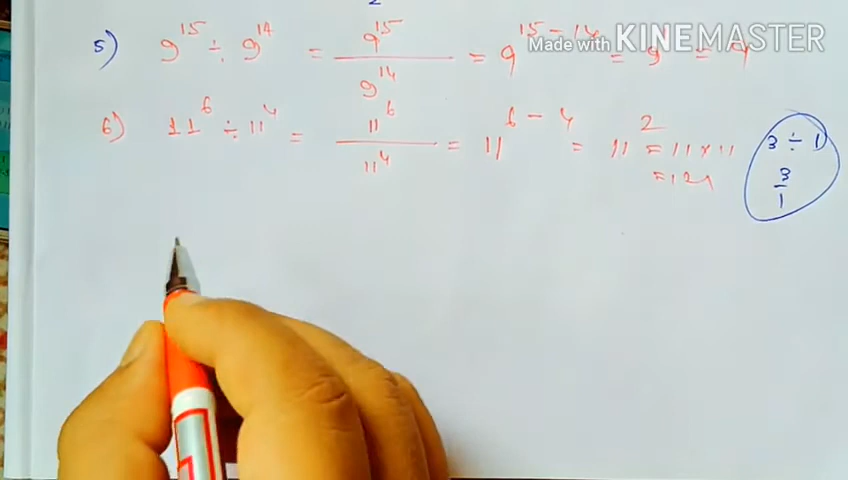 5) 9^15 ÷ 9^14 = 9^15 / 9^14 = 9^15-14 = 9 = 9
6) 11^6 ÷ 11^4 = 11^6 / 11^4 = 11^6-4 = 11^2 = 11 × 11
= 121
3 ÷ 1
3 / 1
Made with KINEMASTER